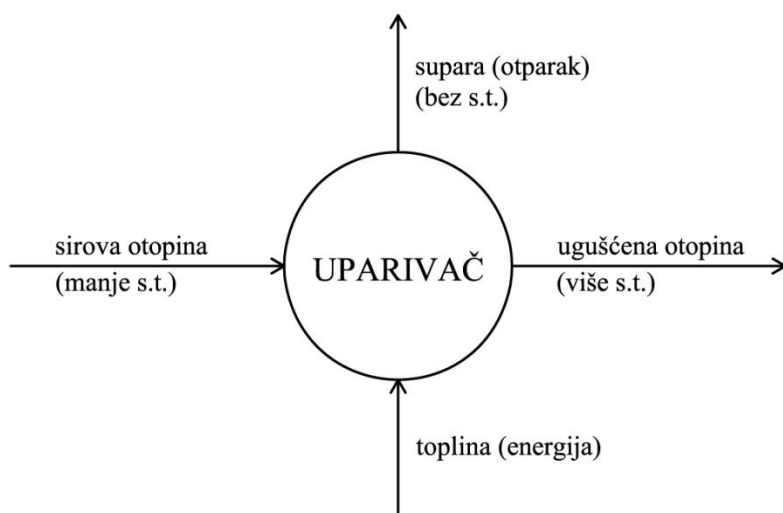 supara (otparak)
(bez s.t.)
sirova otopina
(manje s.t.)
UPARIVAČ
ugušćena otopina
(više s.t.)
toplina (energija)